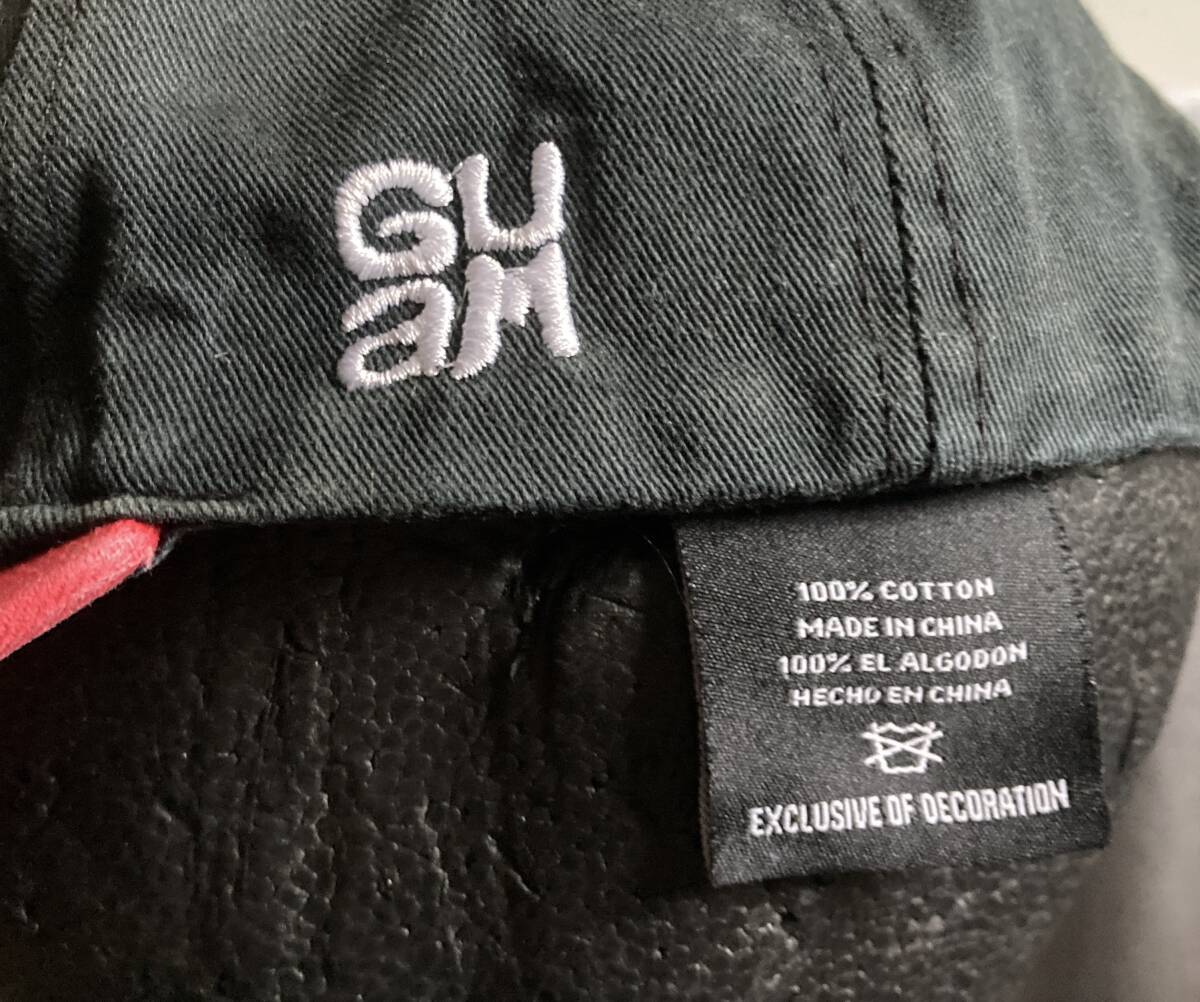 GU
aM
100% COTTON
MADE IN CHINA
100% EL ALGODON
HECHO EN CHINA
EXCLUSIVE OF DECORATION